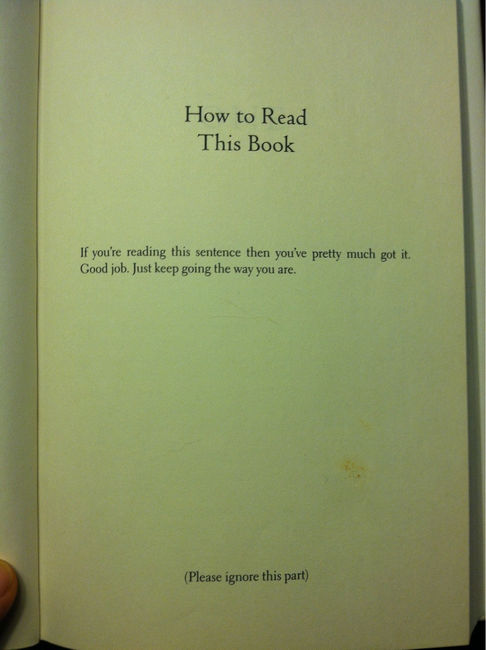 How to Read
This Book
If you're reading this sentence then you've pretty much got it.
Good job. Just keep going the way you are.
(Please ignore this part)